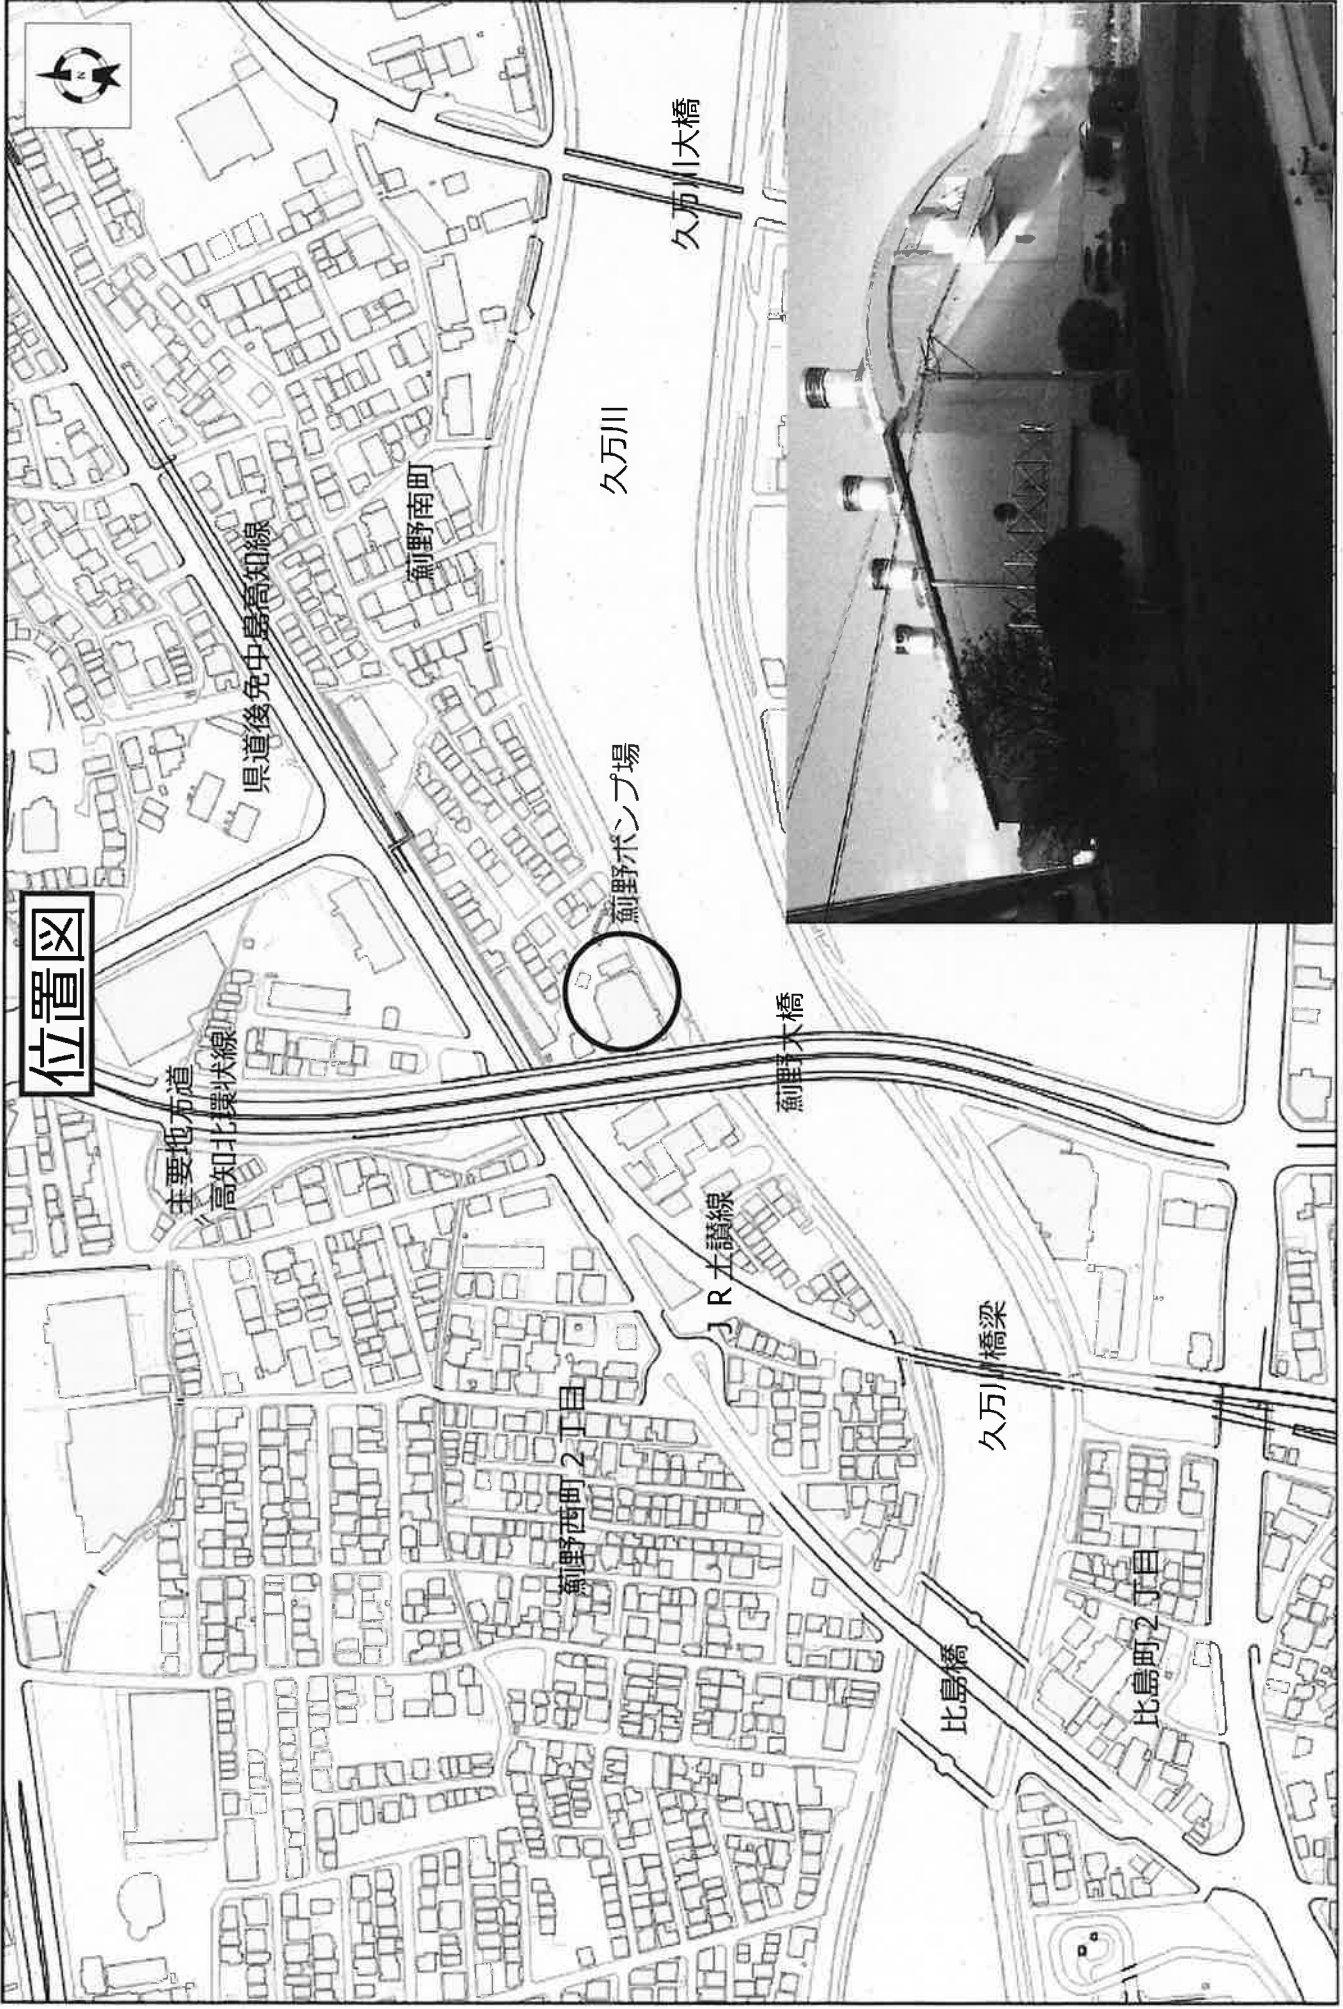 位置図
N
主要地方道
高知北環状線
県道後免中島高知線
薊野南町
久万川大橋
久万川
薊野ポンプ場
薊野大橋
JR土讃線
薊野西町2丁目
久万川橋梁
比島橋
比島町2丁目